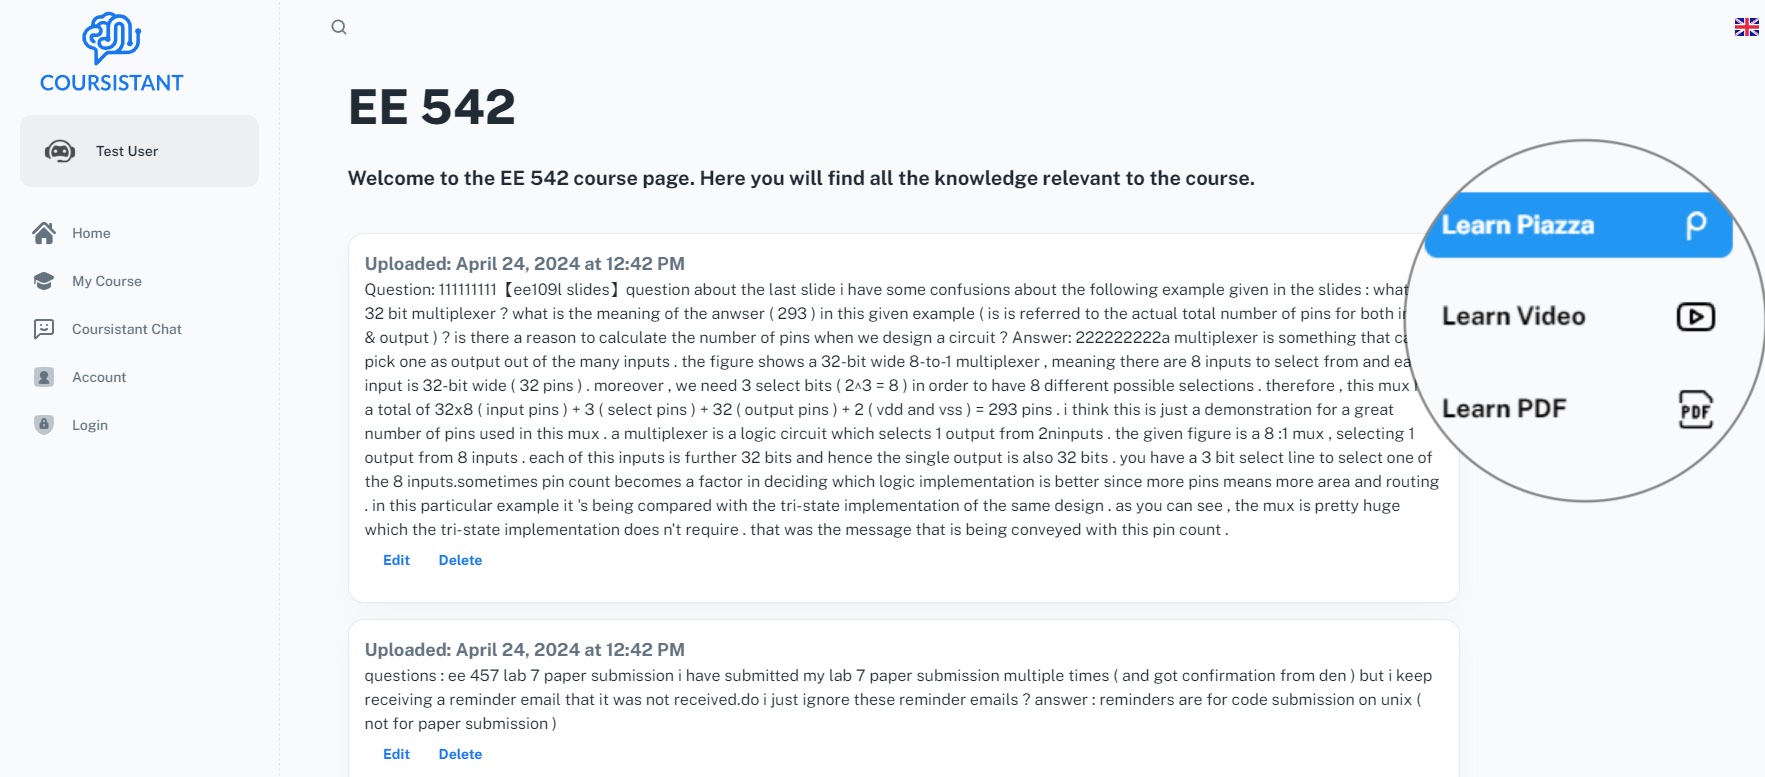 COURSISTANT
Test User
Home
My Course
Coursistant Chat
Account
Login
EE 542
Welcome to the EE 542 course page. Here you will find all the knowledge relevant to the course.
Uploaded: April 24, 2024 at 12:42 PM
Question: 111111111【ee109l slides】question about the last slide i have some confusions about the following example given in the slides : what
32 bit multiplexer ? what is the meaning of the anwser ( 293 ) in this given example ( is is referred to the actual total number of pins for both
& output ) ? is there a reason to calculate the number of pins when we design a circuit ? Answer: 222222222a multiplexer is something that
pick one as output out of the many inputs . the figure shows a 32-bit wide 8-to-1 multiplexer , meaning there are 8 inputs to select from and
input is 32-bit wide ( 32 pins ) . moreover , we need 3 select bits ( 2^3 = 8 ) in order to have 8 different possible selections . therefore , this mux
a total of 32x8 ( input pins ) + 3 ( select pins ) + 32 ( output pins ) + 2 ( vdd and vss ) = 293 pins . i think this is just a demonstration for a great
number of pins used in this mux . a multiplexer is a logic circuit which selects 1 output from 2ninputs . the given figure is a 8 :1 mux , selecting 1
output from 8 inputs . each of this inputs is further 32 bits and hence the single output is also 32 bits . you have a 3 bit select line to select one of
the 8 inputs.sometimes pin count becomes a factor in deciding which logic implementation is better since more pins means more area and routing
. in this particular example it 's being compared with the tri-state implementation of the same design . as you can see , the mux is pretty huge
which the tri-state implementation does n't require . that was the message that is being conveyed with this pin count .
Edit Delete
Uploaded: April 24, 2024 at 12:42 PM
questions : ee 457 lab 7 paper submission i have submitted my lab 7 paper submission multiple times ( and got confirmation from den ) but i keep
receiving a reminder email that it was not received.do i just ignore these reminder emails ? answer : reminders are for code submission on unix (
not for paper submission )
Edit Delete
Learn Piazza
Learn Video
Learn PDF
PDF